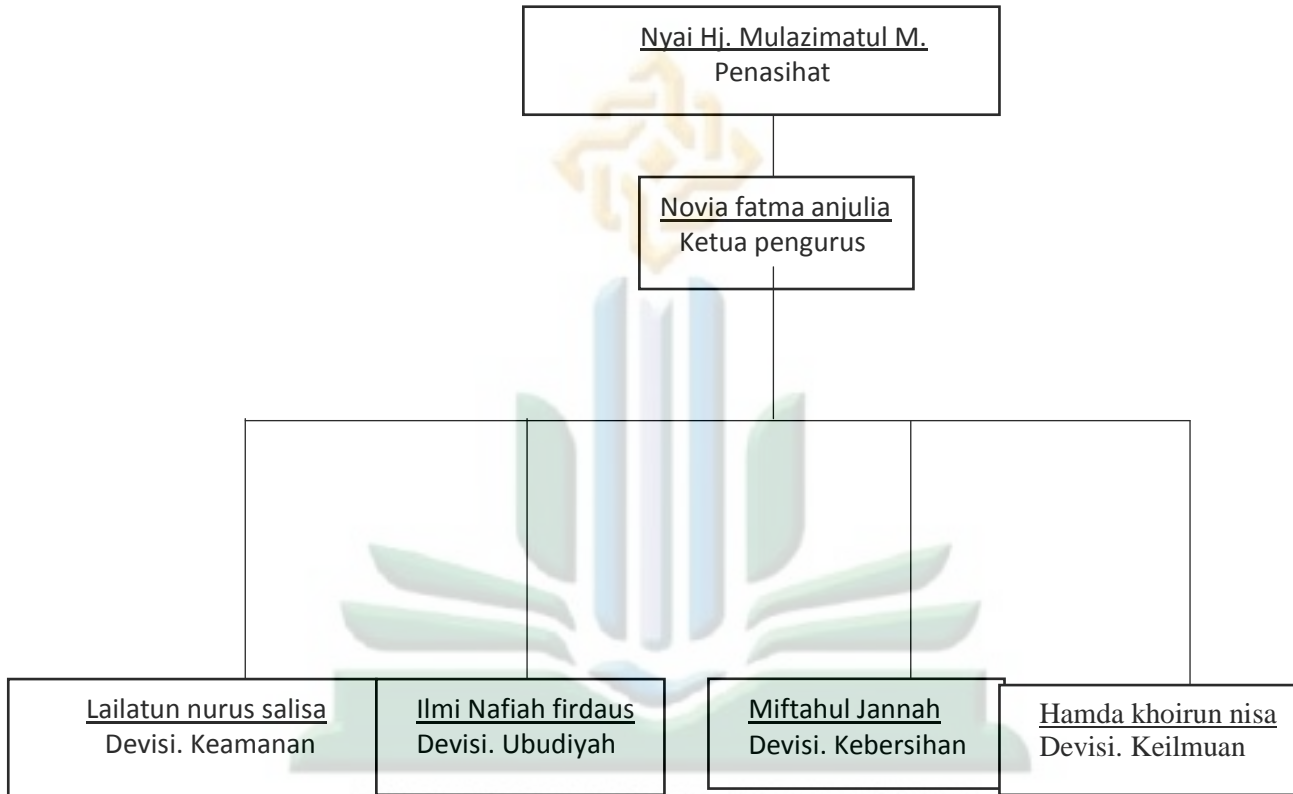 Nyai Hj. Mulazimatul M.
Penasihat
Novia fatma anjulia
Ketua pengurus
Lailatun nurus salisa
Devisi. Keamanan
Ilmi Nafiah firdaus
Devisi. Ubudiyah
Miftahul Jannah
Devisi. Kebersihan
Hamda khoirun nisa
Devisi. Keilmuan